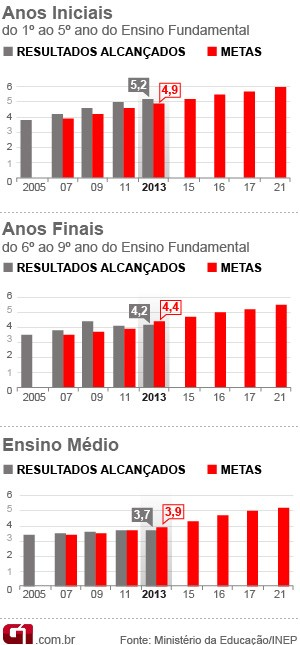 Anos Iniciais
do 1º ao 5º ano do Ensino Fundamental
RESULTADOS ALCANÇADOS METAS
5,2 4,9
6
5
4
3
2
1
0
2005 07 09 11 2013 15 17 19 21
Anos Finais
do 6º ao 9º ano do Ensino Fundamental
RESULTADOS ALCANÇADOS METAS
4,2 4,4
6
5
4
3
2
1
0
2005 07 09 11 2013 15 17 19 21
Ensino Médio
RESULTADOS ALCANÇADOS METAS
3,7 3,9
6
5
4
3
2
1
0
2005 07 09 11 2013 15 17 19 21
G1.com.br Fonte: Ministério da Educação/INEP